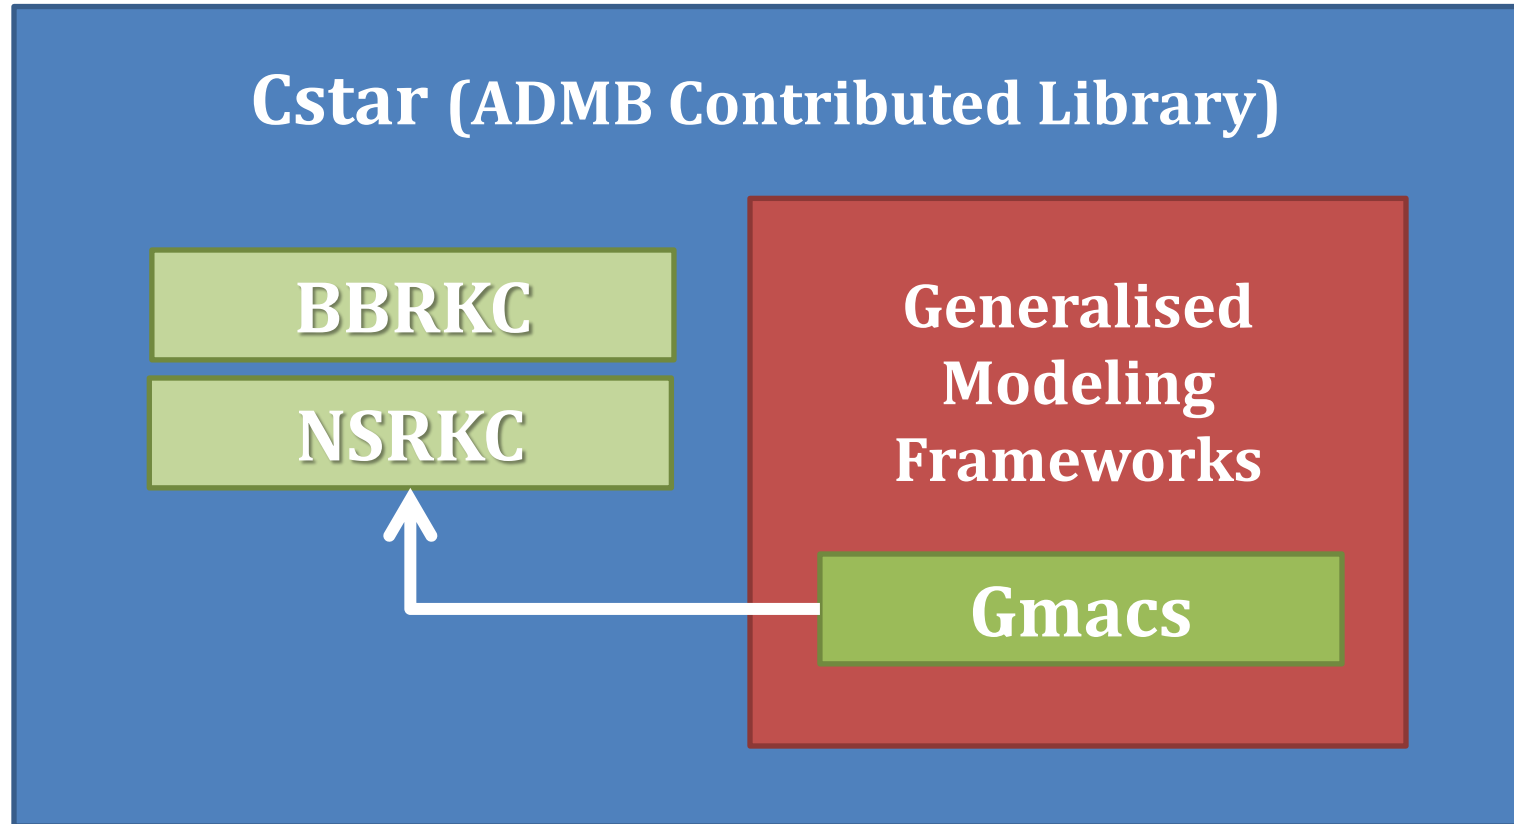 Cstar (ADMB Contributed Library)
BBRKC
NSRKC
Generalised
Modeling
Frameworks
Gmacs